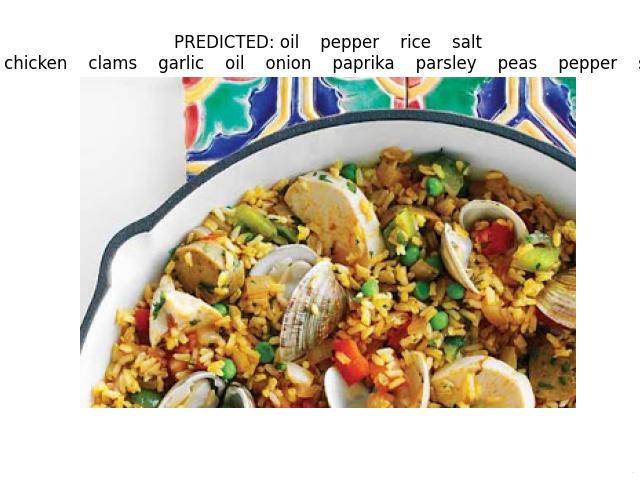 PREDICTED: oil pepper rice salt
chicken clams garlic oil onion paprika parsley peas pepper